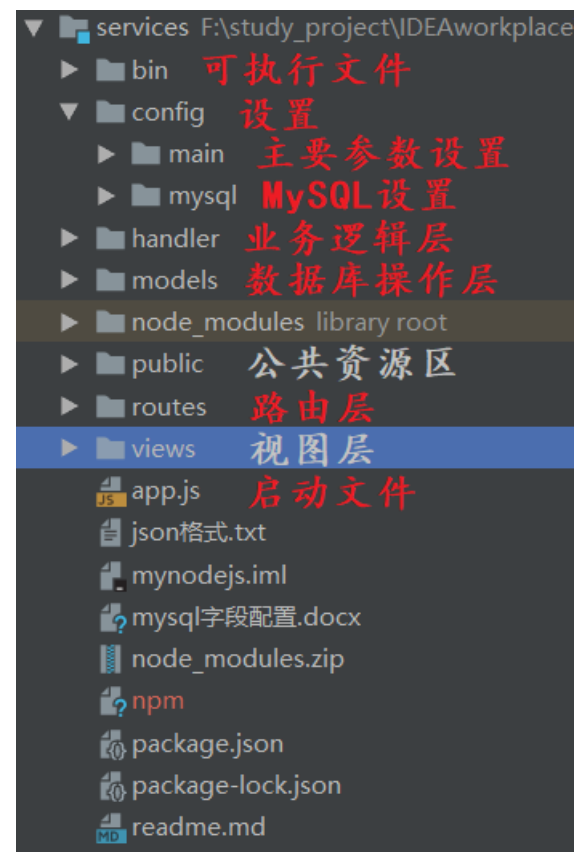 services F:\study_project\IDEAworkplace
bin 可执行文件
config 设置
main 主要参数设置
mysql MySQL设置
handler 业务逻辑层
models 数据库操作层
node_modules library root
public 公共资源区
routes 路由层
views 视图层
app.js 启动文件
json格式.txt
mynodejs.iml
mysql字段配置.docx
node_modules.zip
npm
package.json
package-lock.json
readme.md